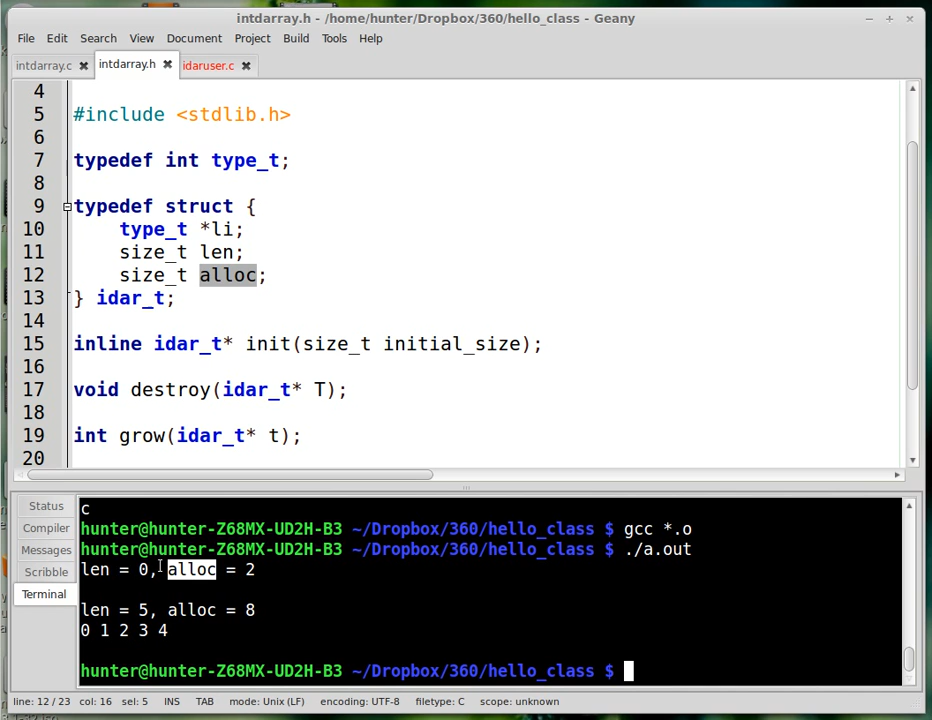 intdarray.h - /home/hunter/Dropbox/360/hello_class - Geany
File Edit Search View Document Project Build Tools Help
intdarray.c intdarray.h idaruser.c
4
5 #include <stdlib.h>
6
7 typedef int type_t;
8
9 typedef struct {
10 type_t *li;
11 size_t len;
12 size_t alloc;
13 } idar_t;
14
15 inline idar_t* init(size_t initial_size);
16
17 void destroy(idar_t* T);
18
19 int grow(idar_t* t);
20
Status
Compiler
Messages
Scribble
Terminal
c
hunter@hunter-Z68MX-UD2H-B3 ~/Dropbox/360/hello_class $ gcc *.o
hunter@hunter-Z68MX-UD2H-B3 ~/Dropbox/360/hello_class $ ./a.out
len = 0, alloc = 2
len = 5, alloc = 8
0 1 2 3 4
hunter@hunter-Z68MX-UD2H-B3 ~/Dropbox/360/hello_class $
line: 12 / 23 col: 16 sel: 5 INS TAB mode: Unix (LF) encoding: UTF-8 filetype: C scope: unknown